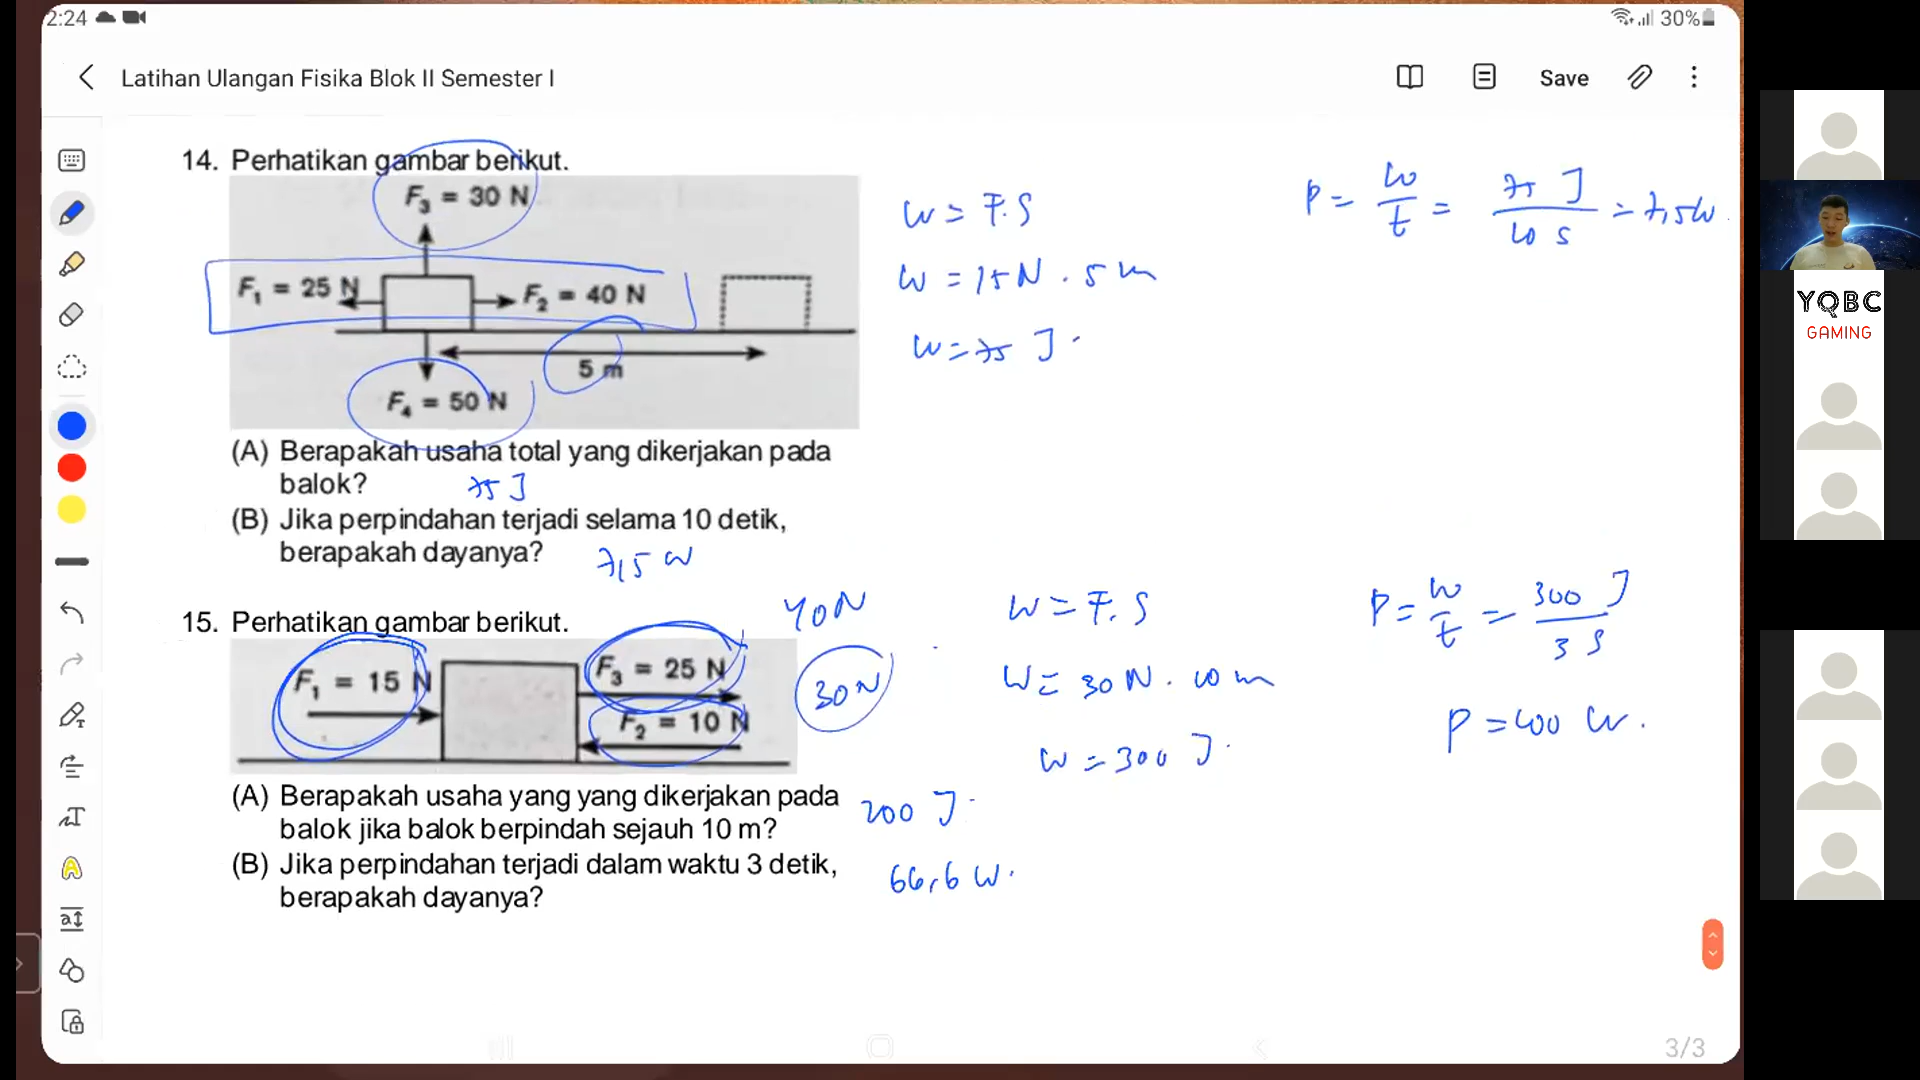 2:24
30%
Latihan Ulangan Fisika Blok II Semester I
Save
14. Perhatikan gambar berikut.
F3 = 30 N
F1 = 25 N
F2 = 40 N
5 m
F4 = 50 N
W = F.S
W = 15N . 5 m
W = 75 J
P = W/t = 75 J / 10 s = 7,5W.
(A) Berapakah usaha total yang dikerjakan pada
balok?
75 J
(B) Jika perpindahan terjadi selama 10 detik,
berapakah dayanya?
7,5 W
15. Perhatikan gambar berikut.
F1 = 15 N
F3 = 25 N
F2 = 10 N
40N
30N
W = F. S
W = 30 N . 10 m
W = 300 J.
P = W/t = 300 J / 3 S
P = 100 W.
(A) Berapakah usaha yang yang dikerjakan pada
balok jika balok berpindah sejauh 10 m?
200 J.
(B) Jika perpindahan terjadi dalam waktu 3 detik,
berapakah dayanya?
66,6 W.
3/3
YQBC
GAMING